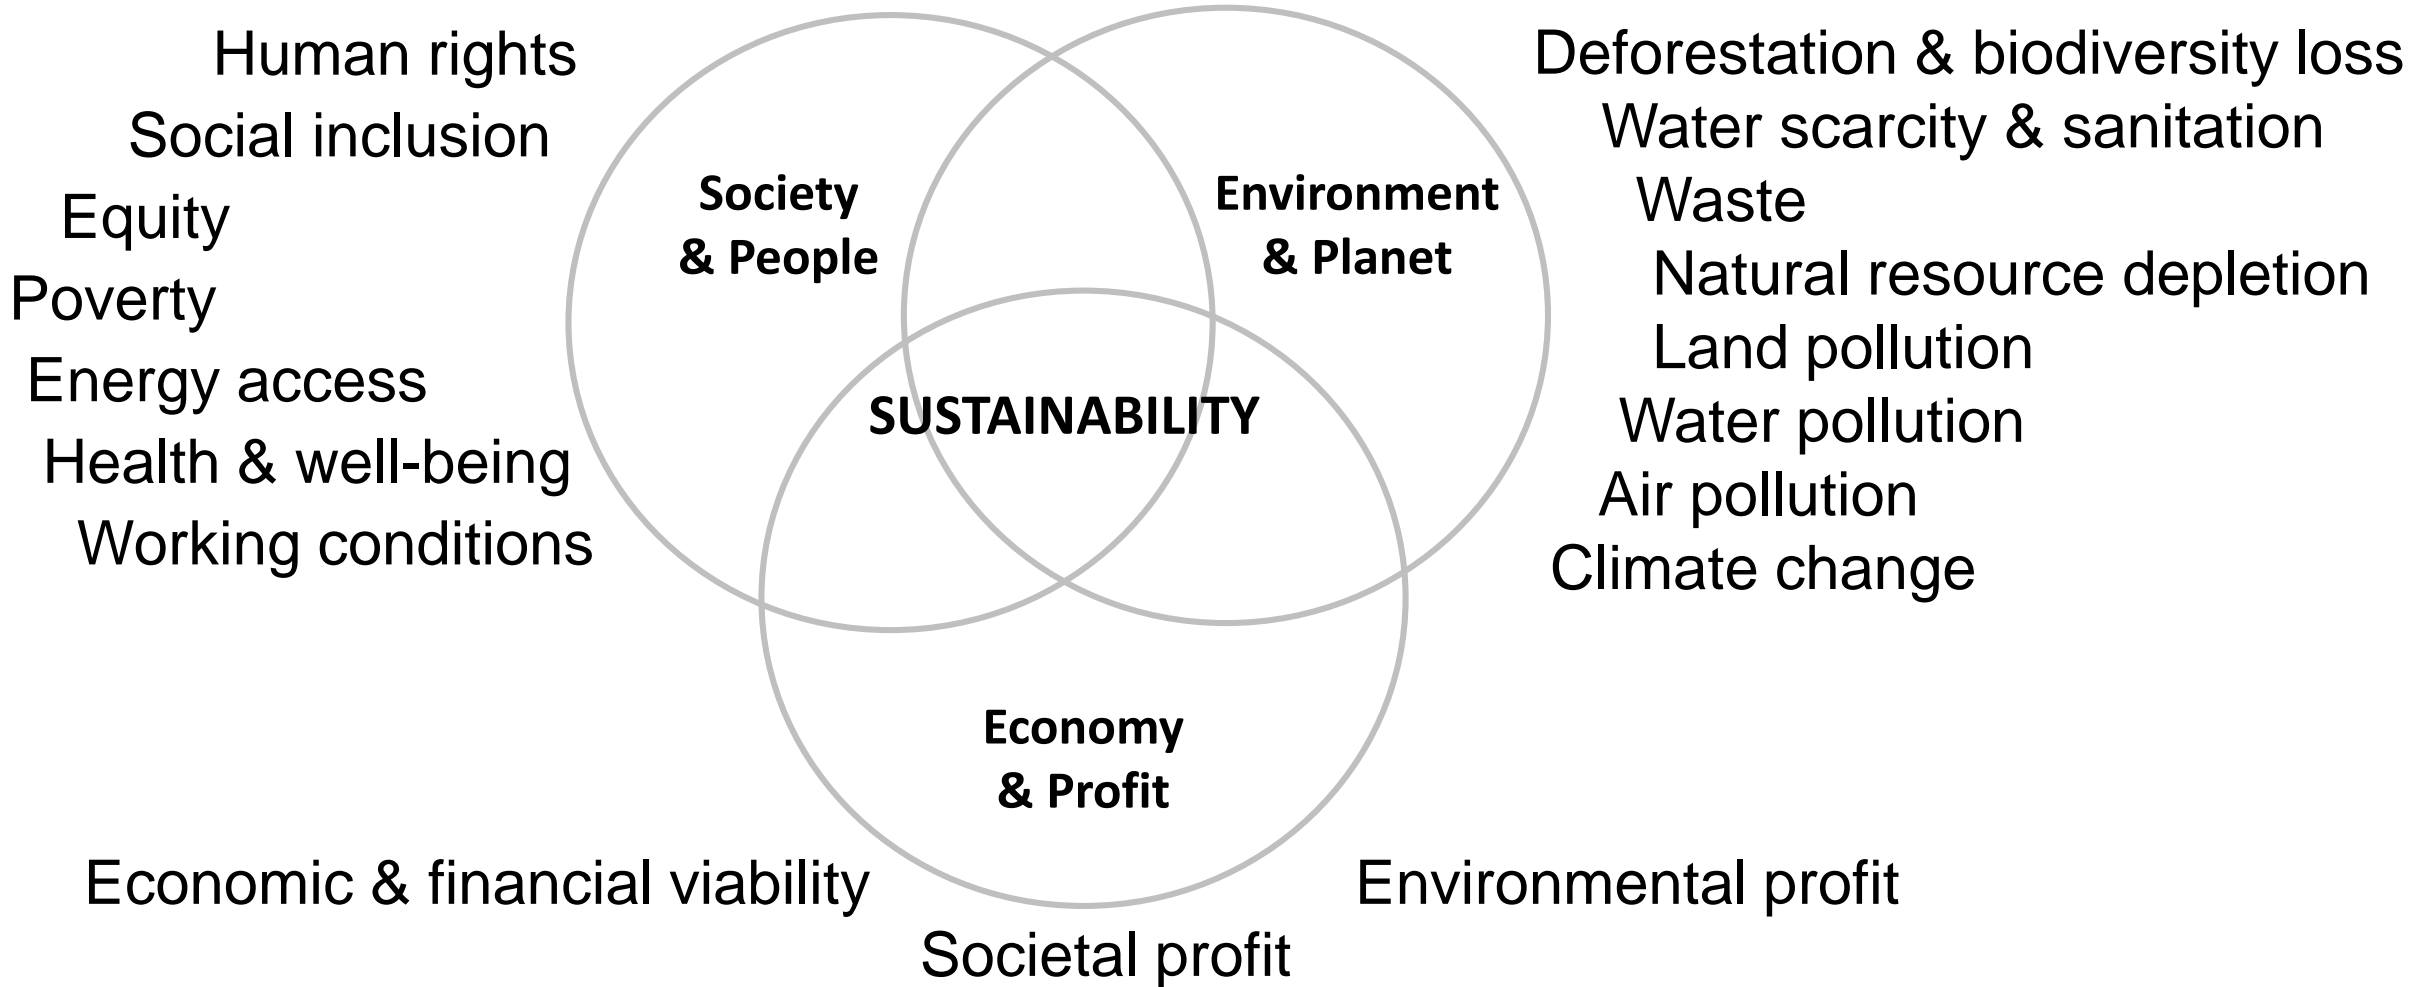 Human rights
Social inclusion
Equity
Poverty
Energy access
Health & well-being
Working conditions
Society
& People
Environment
& Planet
SUSTAINABILITY
Economy
& Profit
Deforestation & biodiversity loss
Water scarcity & sanitation
Waste
Natural resource depletion
Land pollution
Water pollution
Air pollution
Climate change
Economic & financial viability
Societal profit
Environmental profit